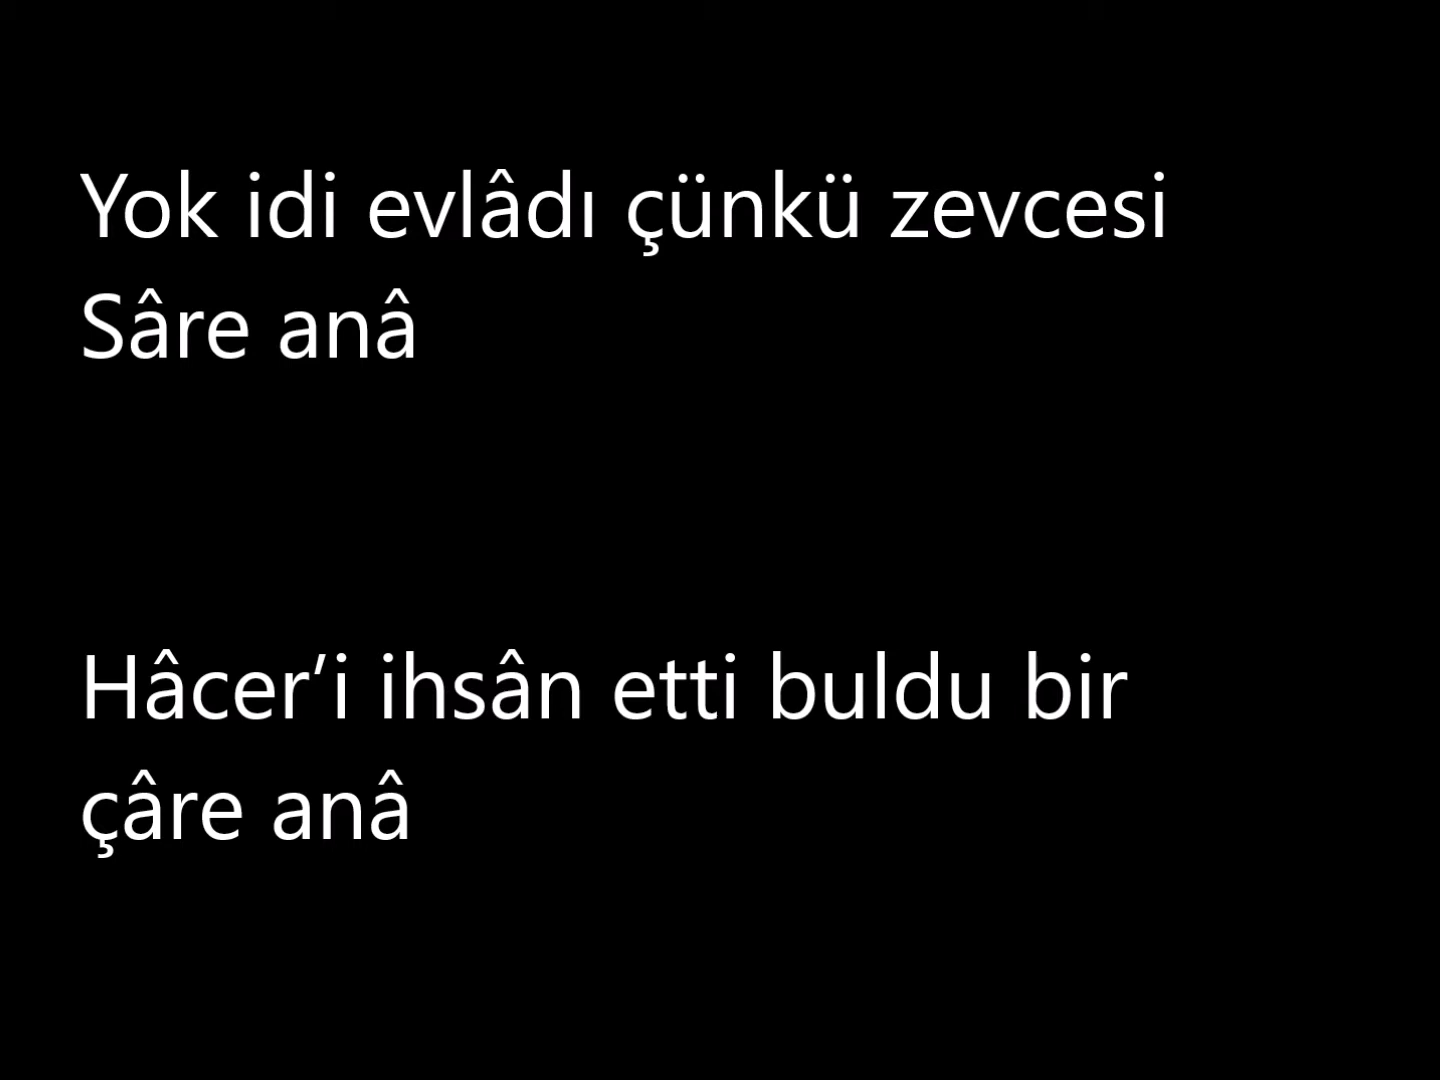 Yok idi evlâdı çünkü zevcesi
Sâre anâ
Hâcer’i ihsân etti buldu bir
çâre anâ